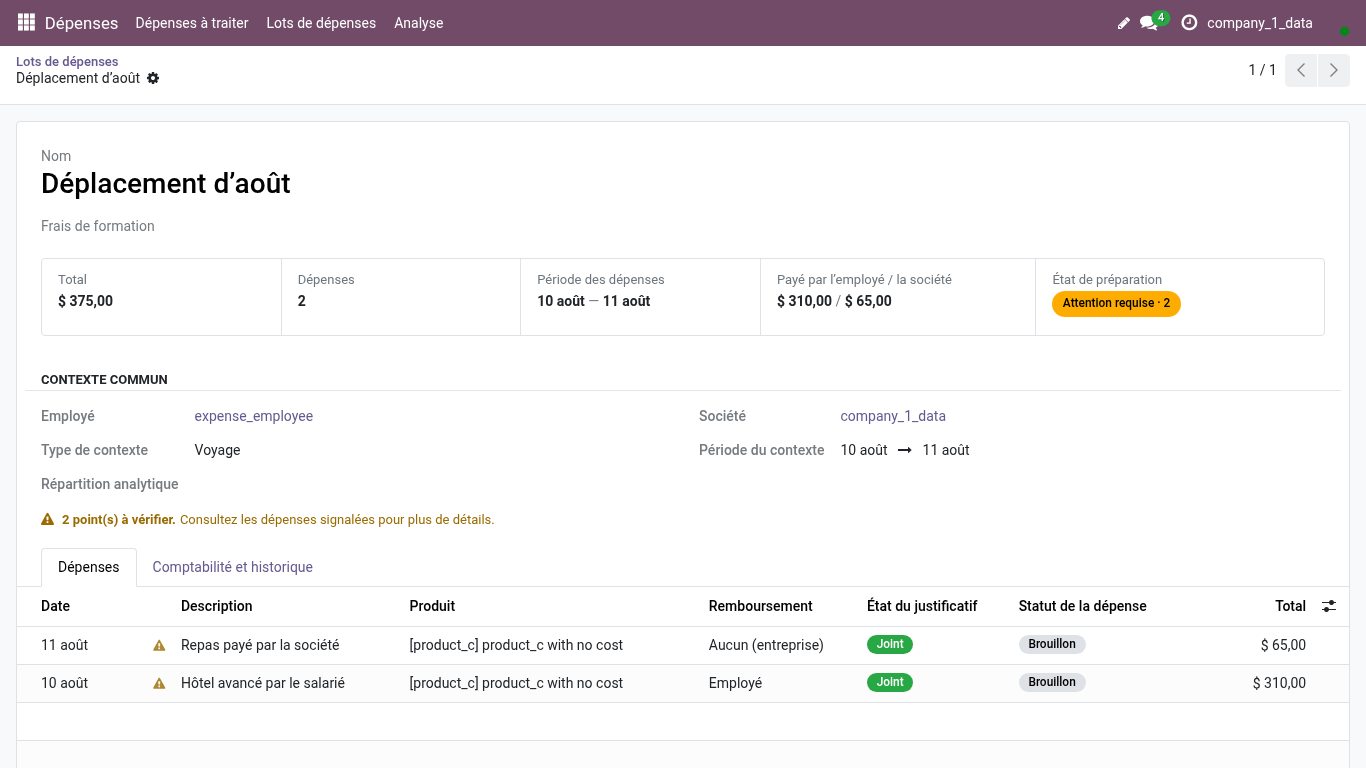 Dépenses Dépenses à traiter Lots de dépenses Analyse 4 company_1_data
Lots de dépenses
Déplacement d’août 1 / 1
Nom
Déplacement d’août
Frais de formation
Total Dépenses Période des dépenses Payé par l’employé / la société État de préparation
$ 375,00 2 10 août — 11 août $ 310,00 / $ 65,00 Attention requise · 2
CONTEXTE COMMUN
Employé expense_employee Société company_1_data
Type de contexte Voyage Période du contexte 10 août → 11 août
Répartition analytique
2 point(s) à vérifier. Consultez les dépenses signalées pour plus de détails.
Dépenses Comptabilité et historique
Date Description Produit Remboursement État du justificatif Statut de la dépense Total
11 août Repas payé par la société [product_c] product_c with no cost Aucun (entreprise) Joint Brouillon $ 65,00
10 août Hôtel avancé par le salarié [product_c] product_c with no cost Employé Joint Brouillon $ 310,00